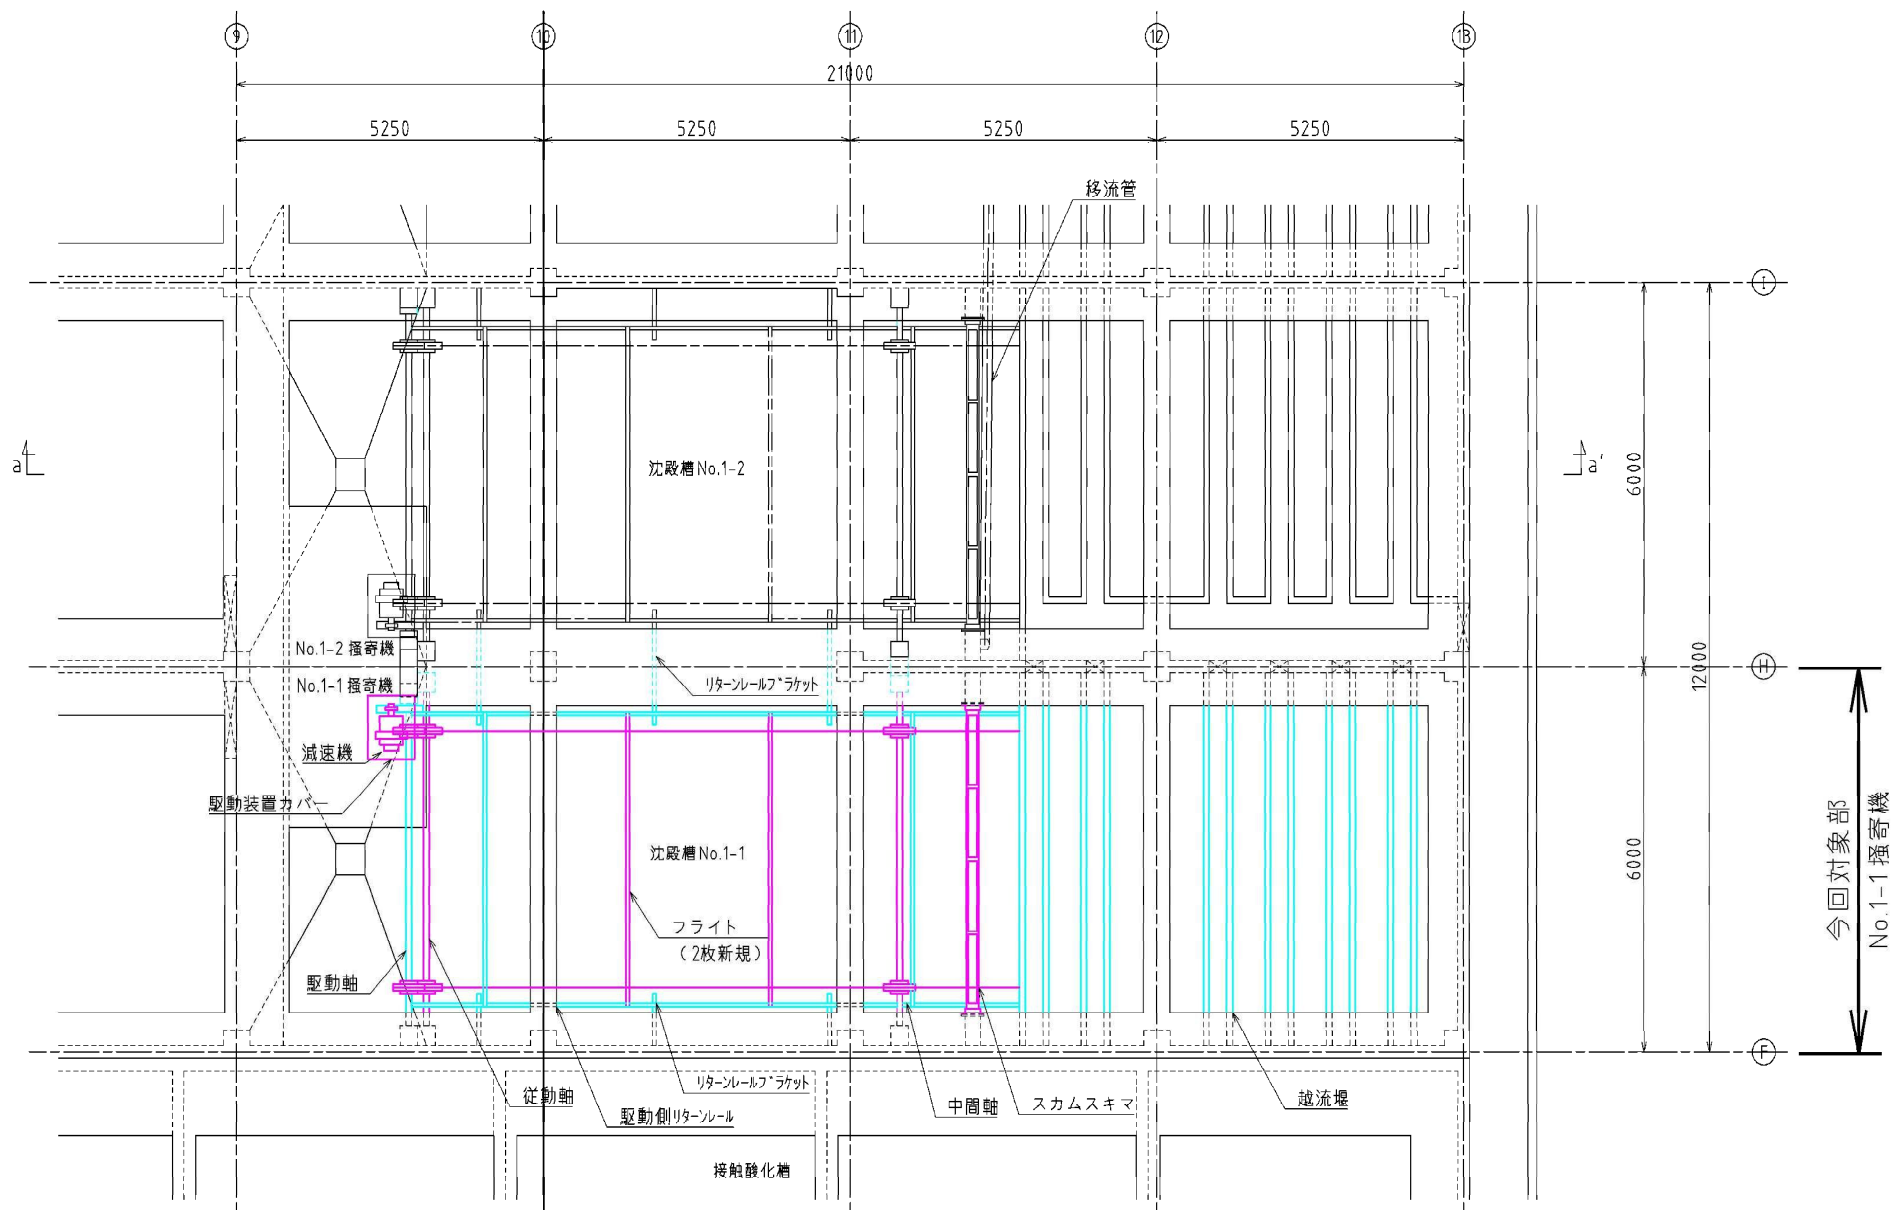 9
10
11
12
13
21000
5250
5250
5250
5250
移流管
I
a
沈殿槽No.1-2
a'
6000
12000
No.1-2 掻寄機
No.1-1 掻寄機
リターンレールブラケット
H
減速機
駆動装置カバー
沈殿槽No.1-1
フライト
(2枚新規)
6000
今回対象部
No.1-1掻寄機
駆動軸
F
従動軸
リターンレールブラケット
駆動側リターンレール
中間軸
スカムスキマ
越流堰
接触酸化槽